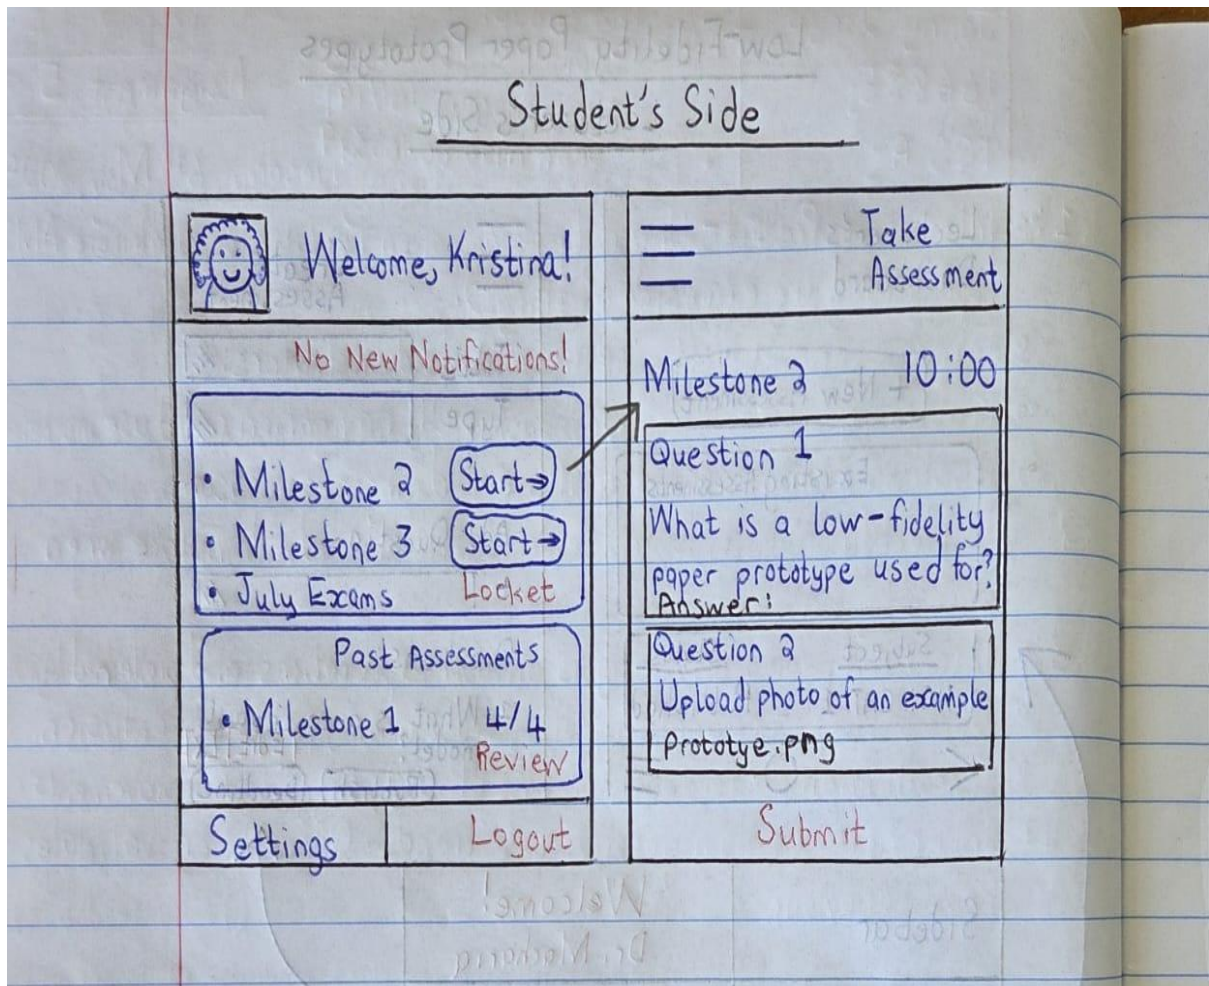 Student's Side
Welcome, Kristina!
No New Notifications!
• Milestone 2 Start→
• Milestone 3 Start→
• July Exams Locket
Past Assessments
• Milestone 1 4/4
Review
Settings Logout
Take
Assessment
Milestone 2 10:00
Question 1
What is a low-fidelity
paper prototype used for?
Answer:
Question 2
Upload photo of an example
Prototye.png
Submit